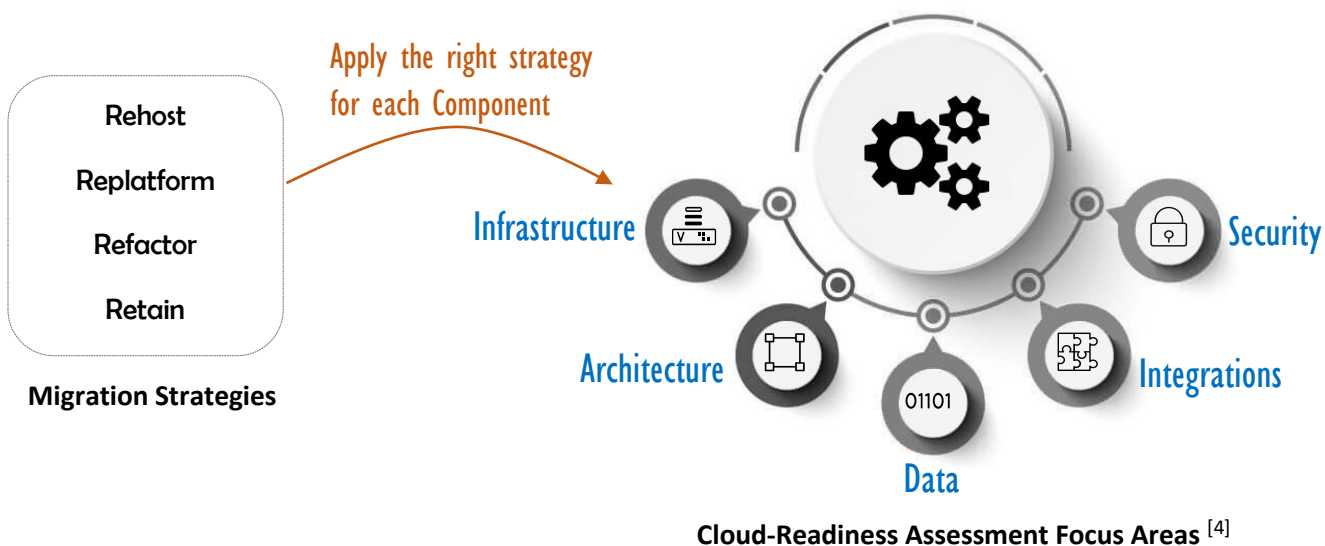 Rehost
Replatform
Refactor
Retain
Migration Strategies
Apply the right strategy
for each Component
Infrastructure
V
Architecture
01101
Data
Integrations
Security
Cloud-Readiness Assessment Focus Areas [4]